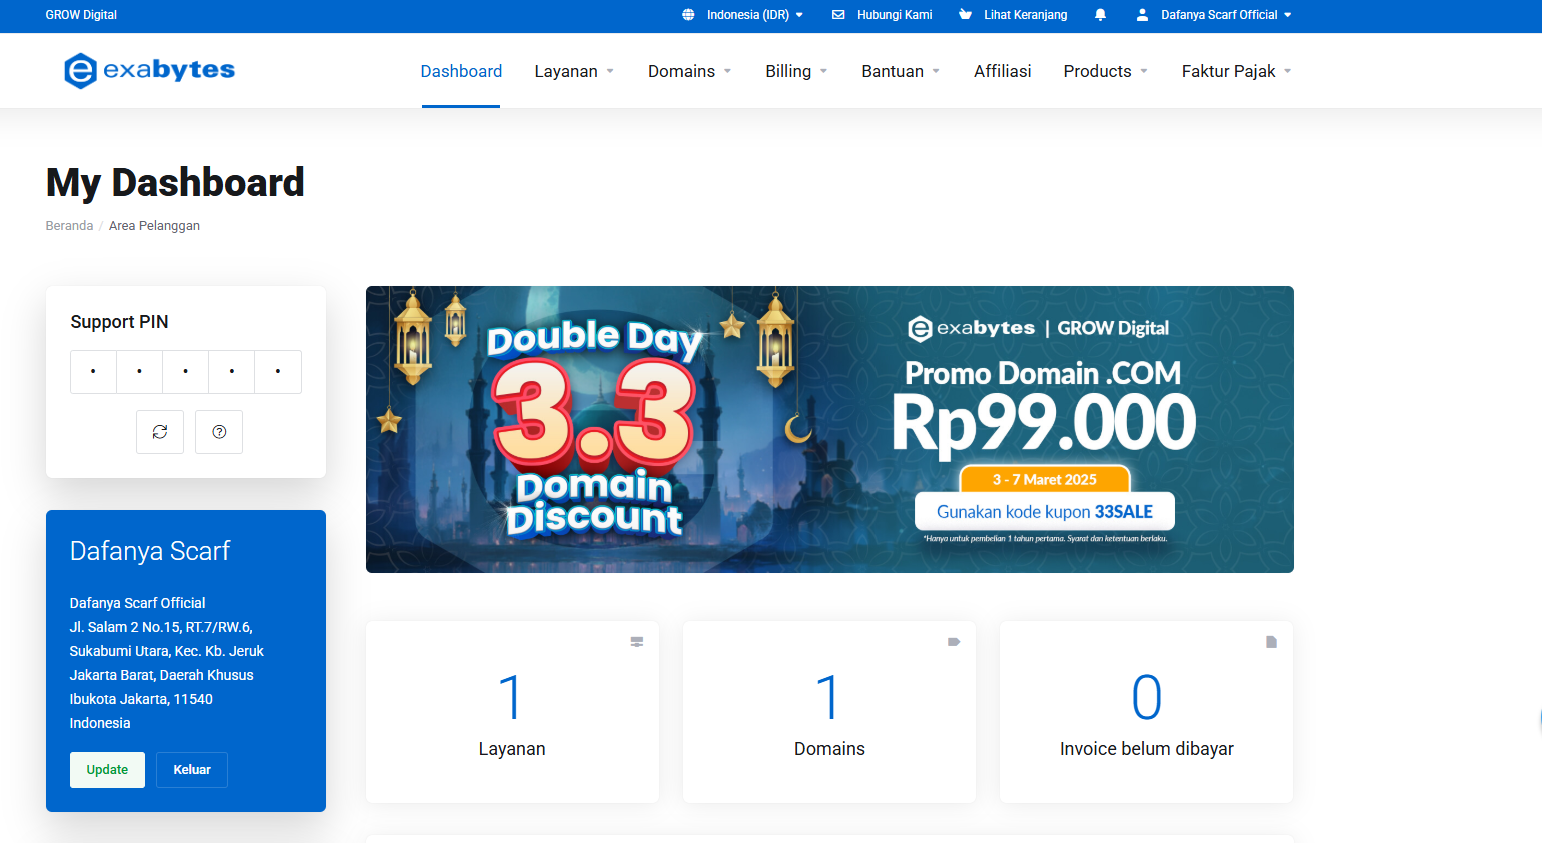 GROW Digital
Indonesia (IDR)
Hubungi Kami
Lihat Keranjang
Dafanya Scarf Official
exabytes
Dashboard
Layanan
Domains
Billing
Bantuan
Affiliasi
Products
Faktur Pajak
My Dashboard
Beranda / Area Pelanggan
Support PIN
Dafanya Scarf
Dafanya Scarf Official
Jl. Salam 2 No.15, RT.7/RW.6,
Sukabumi Utara, Kec. Kb. Jeruk
Jakarta Barat, Daerah Khusus
Ibukota Jakarta, 11540
Indonesia
Update
Keluar
Double Day
3.3
Domain
Discount
exabytes | GROW Digital
Promo Domain .COM
Rp99.000
3 - 7 Maret 2025
Gunakan kode kupon 33SALE
*Hanya untuk pembelian 1 tahun pertama. Syarat dan ketentuan berlaku.
1
Layanan
1
Domains
0
Invoice belum dibayar